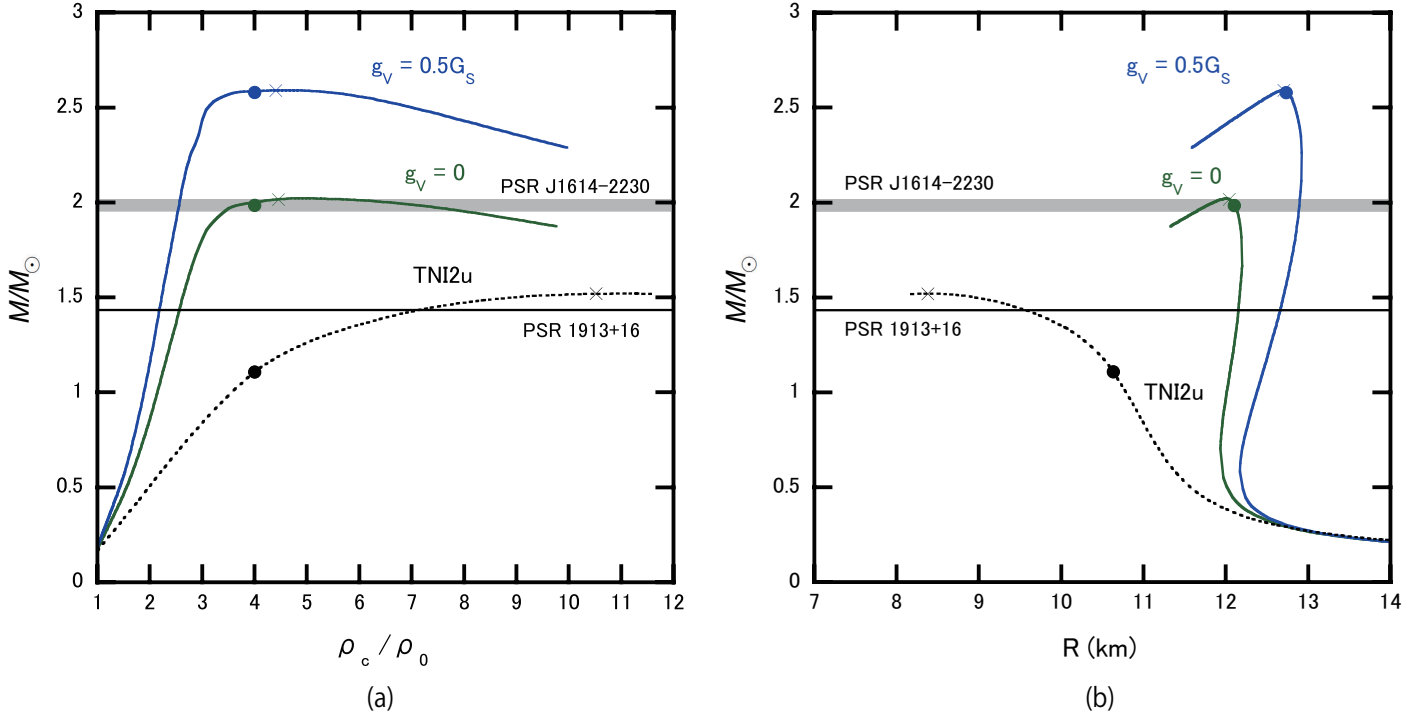 3
2.5
2
1.5
1
0.5
0
M/M☉
g_V = 0.5G_S
g_V = 0
PSR J1614-2230
TNI2u
PSR 1913+16
1 2 3 4 5 6 7 8 9 10 11 12
ρ_c / ρ_0
(a)
3
2.5
2
1.5
1
0.5
0
M/M☉
g_V = 0.5G_S
PSR J1614-2230
g_V = 0
PSR 1913+16
TNI2u
7 8 9 10 11 12 13 14
R (km)
(b)